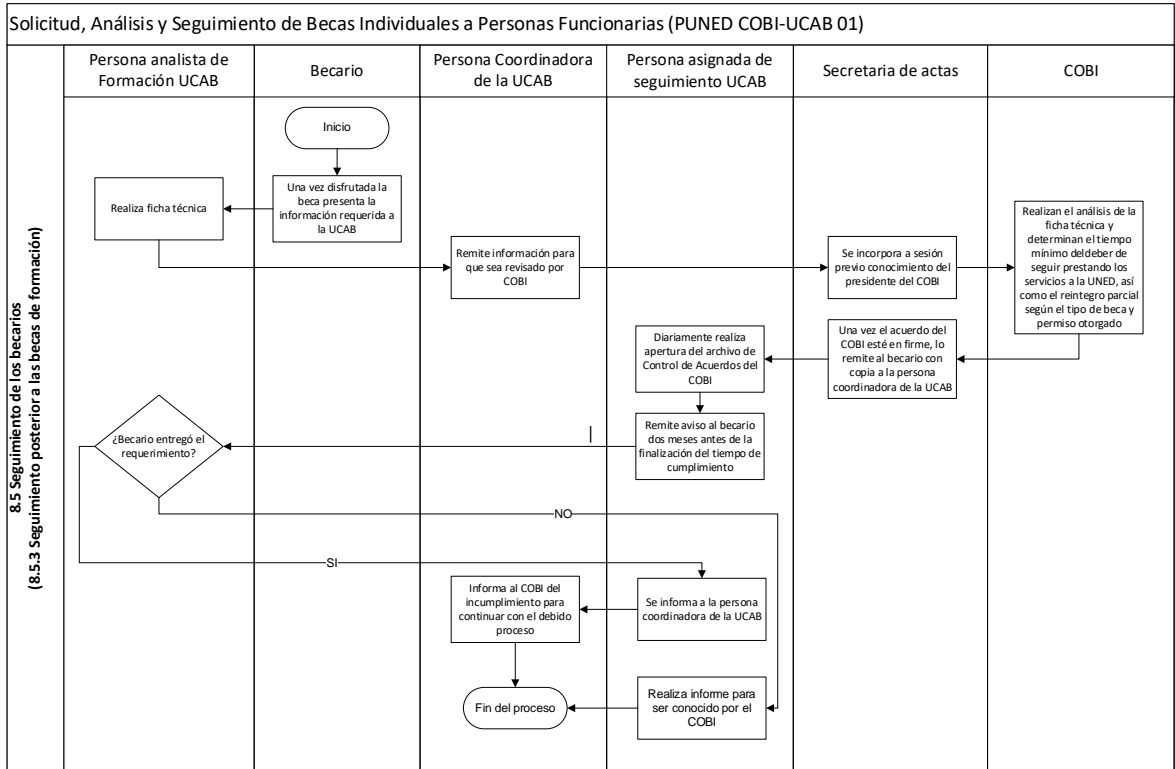 Solicitud, Análisis y Seguimiento de Becas Individuales a Personas Funcionarias (PUNED COBI-UCAB 01)
8.5 Seguimiento de los becarios
(8.5.3 Seguimiento posterior a las becas de formación)
Persona analista de
Formación UCAB
Becario
Persona Coordinadora
de la UCAB
Persona asignada de
seguimiento UCAB
Secretaria de actas
COBI
Inicio
Una vez disfrutada la
beca presenta la
información requerida a
la UCAB
Realiza ficha técnica
Remite información para
que sea revisado por
COBI
Se incorpora a sesión
previo conocimiento del
presidente del COBI
Realizan el análisis de la
ficha técnica y
determinan el tiempo
mínimo deldeber de
seguir prestando los
servicios a la UNED, así
como el reintegro parcial
según el tipo de beca y
permiso otorgado
Una vez el acuerdo del
COBI esté en firme, lo
remite al becario con
copia a la persona
coordinadora de la UCAB
Diariamente realiza
apertura del archivo de
Control de Acuerdos del
COBI
Remite aviso al becario
dos meses antes de la
finalización del tiempo de
cumplimiento
¿Becario entregó el
requerimiento?
NO
SI
Se informa a la persona
coordinadora de la UCAB
Informa al COBI del
incumplimiento para
continuar con el debido
proceso
Realiza informe para
ser conocido por el
COBI
Fin del proceso